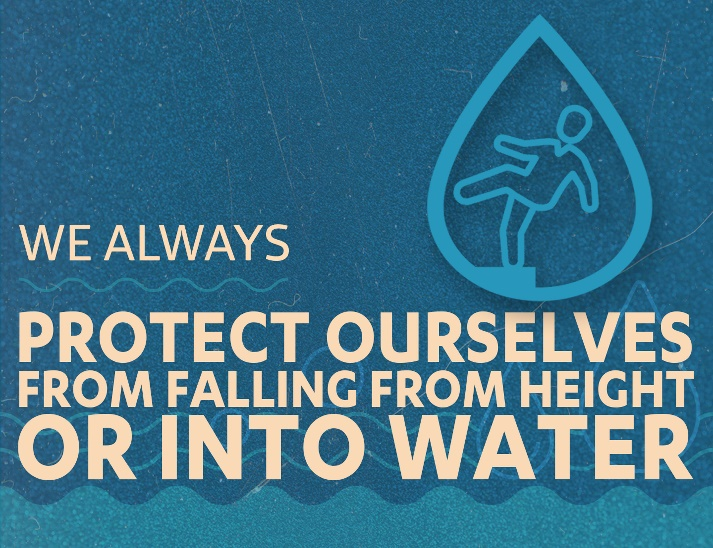 WE ALWAYS
PROTECT OURSELVES
FROM FALLING FROM HEIGHT
OR INTO WATER